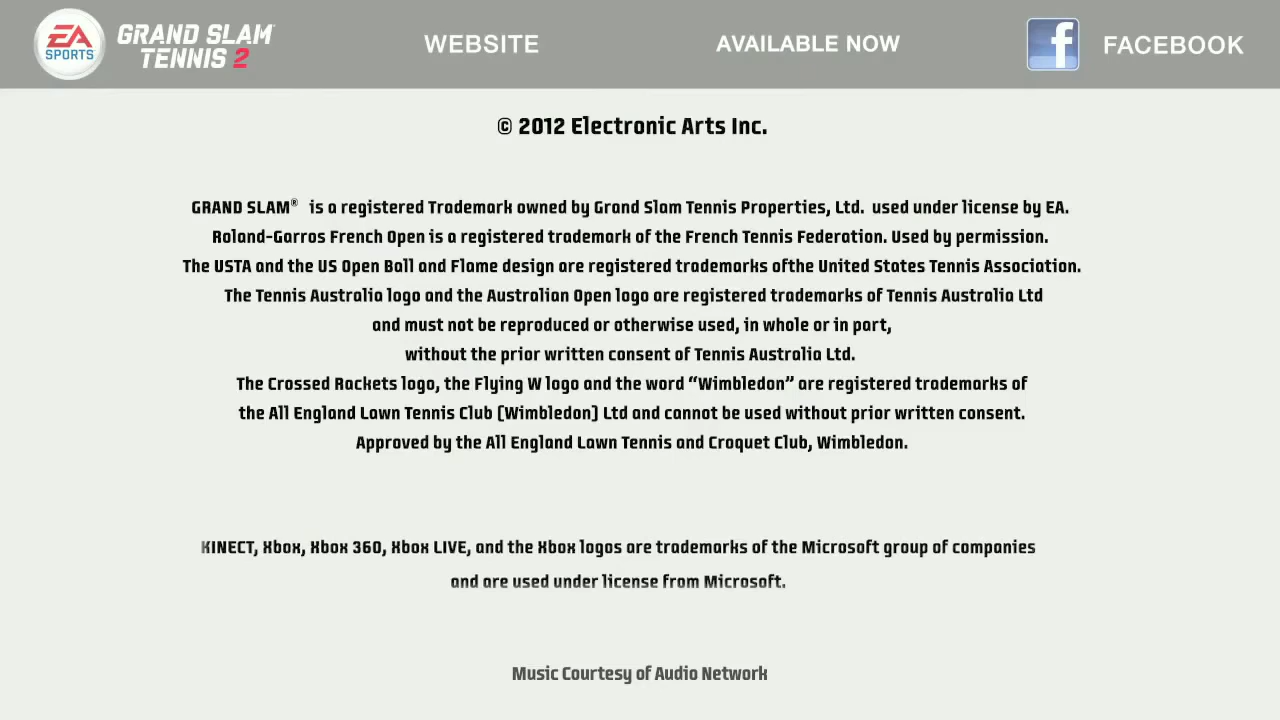 EA SPORTS GRAND SLAM TENNIS 2 WEBSITE AVAILABLE NOW f FACEBOOK
© 2012 Electronic Arts Inc.
GRAND SLAM® is a registered Trademark owned by Grand Slam Tennis Properties, Ltd. used under license by EA.
Roland-Garros French Open is a registered trademark of the French Tennis Federation. Used by permission.
The USTA and the US Open Ball and Flame design are registered trademarks ofthe United States Tennis Association.
The Tennis Australia logo and the Australian Open logo are registered trademarks of Tennis Australia Ltd
and must not be reproduced or otherwise used, in whole or in part,
without the prior written consent of Tennis Australia Ltd.
The Crossed Rackets logo, the Flying W logo and the word “Wimbledon” are registered trademarks of
the All England Lawn Tennis Club (Wimbledon) Ltd and cannot be used without prior written consent.
Approved by the All England Lawn Tennis and Croquet Club, Wimbledon.
KINECT, Xbox, Xbox 360, Xbox LIVE, and the Xbox logos are trademarks of the Microsoft group of companies
and are used under license from Microsoft.
Music Courtesy of Audio Network